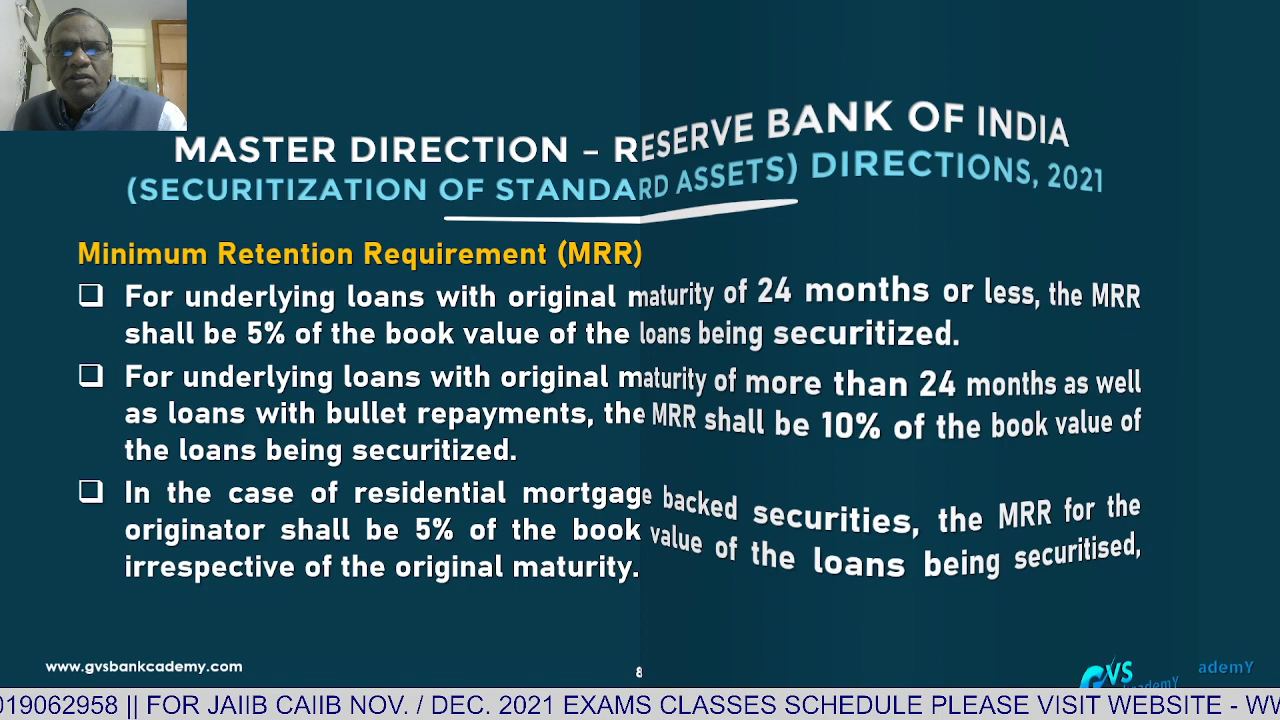 MASTER DIRECTION – RESERVE BANK OF INDIA
(SECURITIZATION OF STANDARD ASSETS) DIRECTIONS, 2021
Minimum Retention Requirement (MRR)
❑ For underlying loans with original maturity of 24 months or less, the MRR
shall be 5% of the book value of the loans being securitized.
❑ For underlying loans with original maturity of more than 24 months as well
as loans with bullet repayments, the MRR shall be 10% of the book value of
the loans being securitized.
❑ In the case of residential mortgage backed securities, the MRR for the
originator shall be 5% of the book value of the loans being securitised,
irrespective of the original maturity.
www.gvsbankcademy.com
8
GVS
ademY
019062958 || FOR JAIIB CAIIB NOV. / DEC. 2021 EXAMS CLASSES SCHEDULE PLEASE VISIT WEBSITE - WW